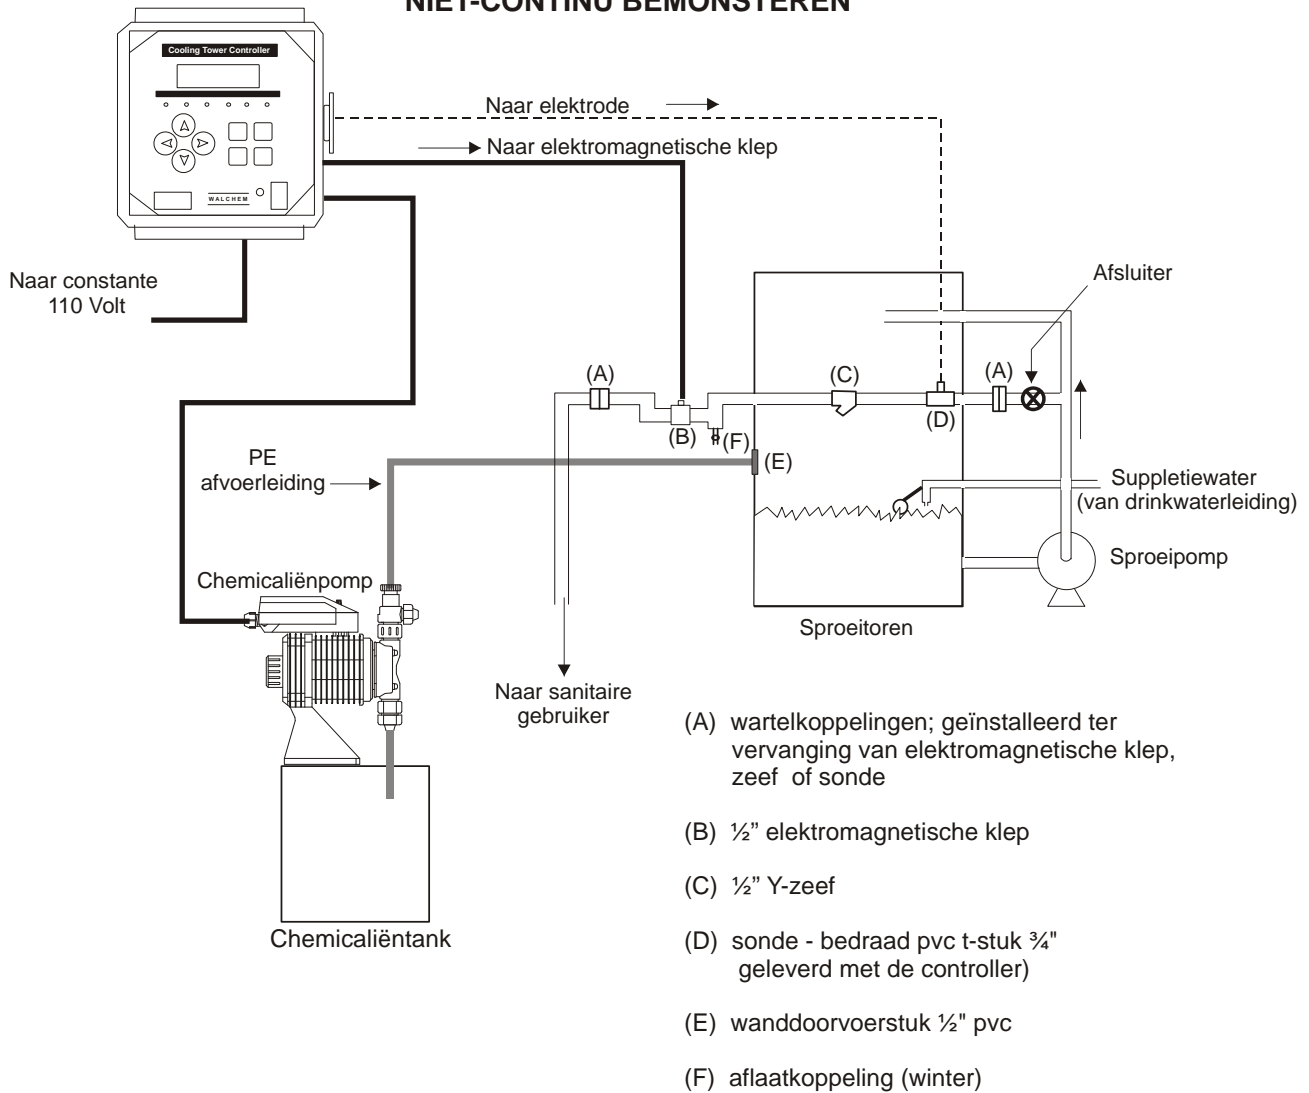 NIET-CONTINU BEMONSTEREN
Cooling Tower Controller
Naar elektrode
Naar elektromagnetische klep
WALCHEM
Naar constante
110 Volt
Afsluiter
(A)
(C)
(A)
(B)
(F)
(D)
(E)
PE
afvoerleiding
Suppletiewater
(van drinkwaterleiding)
Sproeipomp
Chemicaliënpomp
Sproeitoren
Naar sanitaire
gebruiker
Chemicaliëntank
(A) wartelkoppelingen; geïnstalleerd ter
vervanging van elektromagnetische klep,
zeef of sonde
(B) ½” elektromagnetische klep
(C) ½” Y-zeef
(D) sonde - bedraad pvc t-stuk ¾"
geleverd met de controller)
(E) wanddoorvoerstuk ½" pvc
(F) aflaatkoppeling (winter)